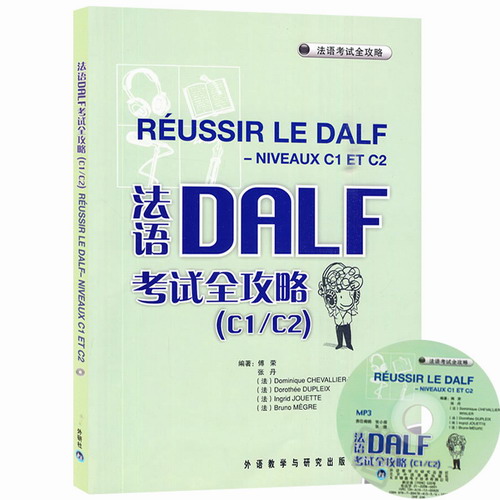 法语考试全攻略
RÉUSSIR LE DALF
– NIVEAUX C1 ET C2
法语DALF
考试全攻略
(C1/C2)
编著：傅 荣
张 丹
（法）Dominique CHEVALLIER-
（法）Dorothée DUPLEIX
（法）Ingrid JOUETTE
（法）Bruno MÈGRE
外语教学与研究出版
法语DALF考试全攻略(C1/C2) RÉUSSIR LE DALF– NIVEAUX C1 ET C2
外研社
法语考试全攻略
RÉUSSIR LE DALF
– NIVEAUX C1 ET C2
MP3
法语DALF
考试全攻略(C1/C2)